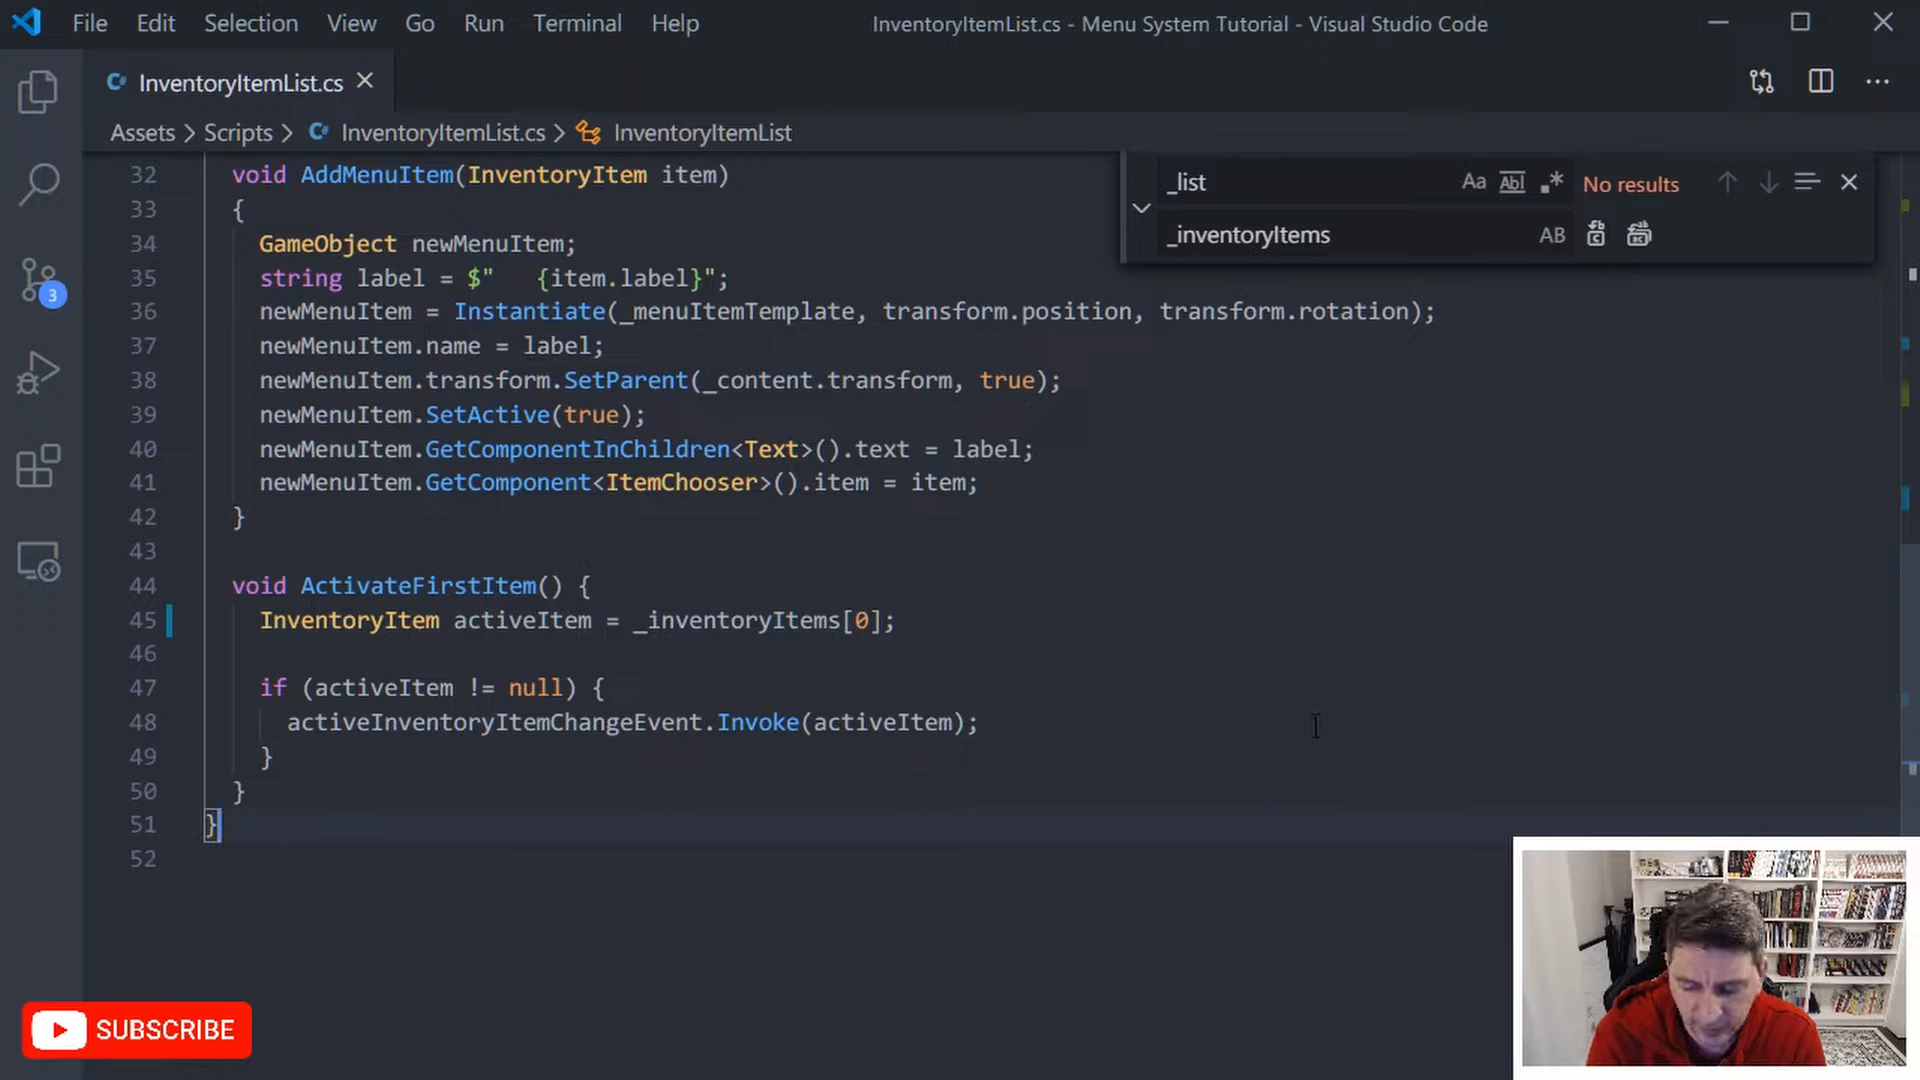 File Edit Selection View Go Run Terminal Help InventoryItemList.cs - Menu System Tutorial - Visual Studio Code
InventoryItemList.cs
Assets > Scripts > InventoryItemList.cs > InventoryItemList
_list Aa Abl .* No results
_inventoryItems AB
32 void AddMenuItem(InventoryItem item)
33 {
34 GameObject newMenuItem;
35 string label = $"   {item.label}";
36 newMenuItem = Instantiate(_menuItemTemplate, transform.position, transform.rotation);
37 newMenuItem.name = label;
38 newMenuItem.transform.SetParent(_content.transform, true);
39 newMenuItem.SetActive(true);
40 newMenuItem.GetComponentInChildren<Text>().text = label;
41 newMenuItem.GetComponent<ItemChooser>().item = item;
42 }
43
44 void ActivateFirstItem() {
45 InventoryItem activeItem = _inventoryItems[0];
46
47 if (activeItem != null) {
48 activeInventoryItemChangeEvent.Invoke(activeItem);
49 }
50 }
51 }
52
3
SUBSCRIBE